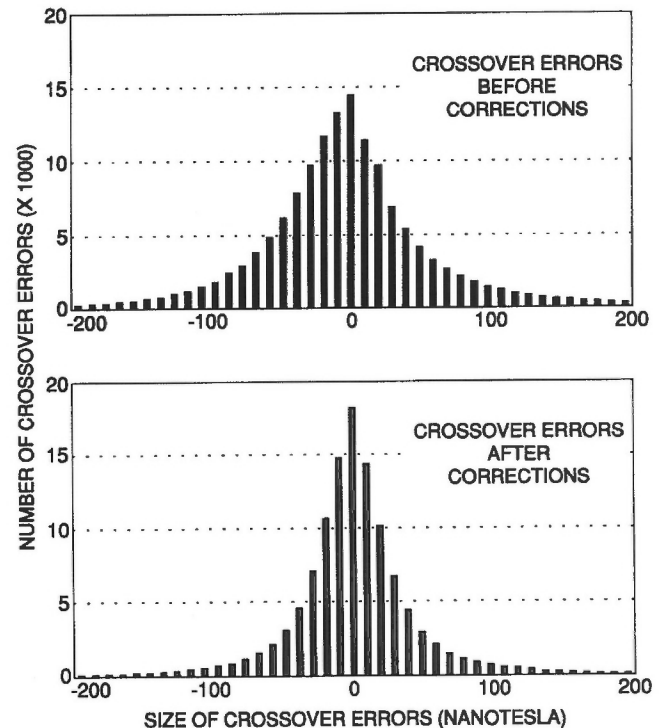 NUMBER OF CROSSOVER ERRORS (X 1000)
20
15
10
5
0
CROSSOVER ERRORS
BEFORE
CORRECTIONS
-200
-100
0
100
200
20
15
10
5
0
CROSSOVER ERRORS
AFTER
CORRECTIONS
-200
-100
0
100
200
SIZE OF CROSSOVER ERRORS (NANOTESLA)